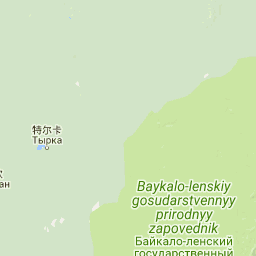 特尔卡
Тырка
Baykalo-lenskiy
gosudarstvennyy
prirodnyy
zapovednik
Байкало-ленский
государственный